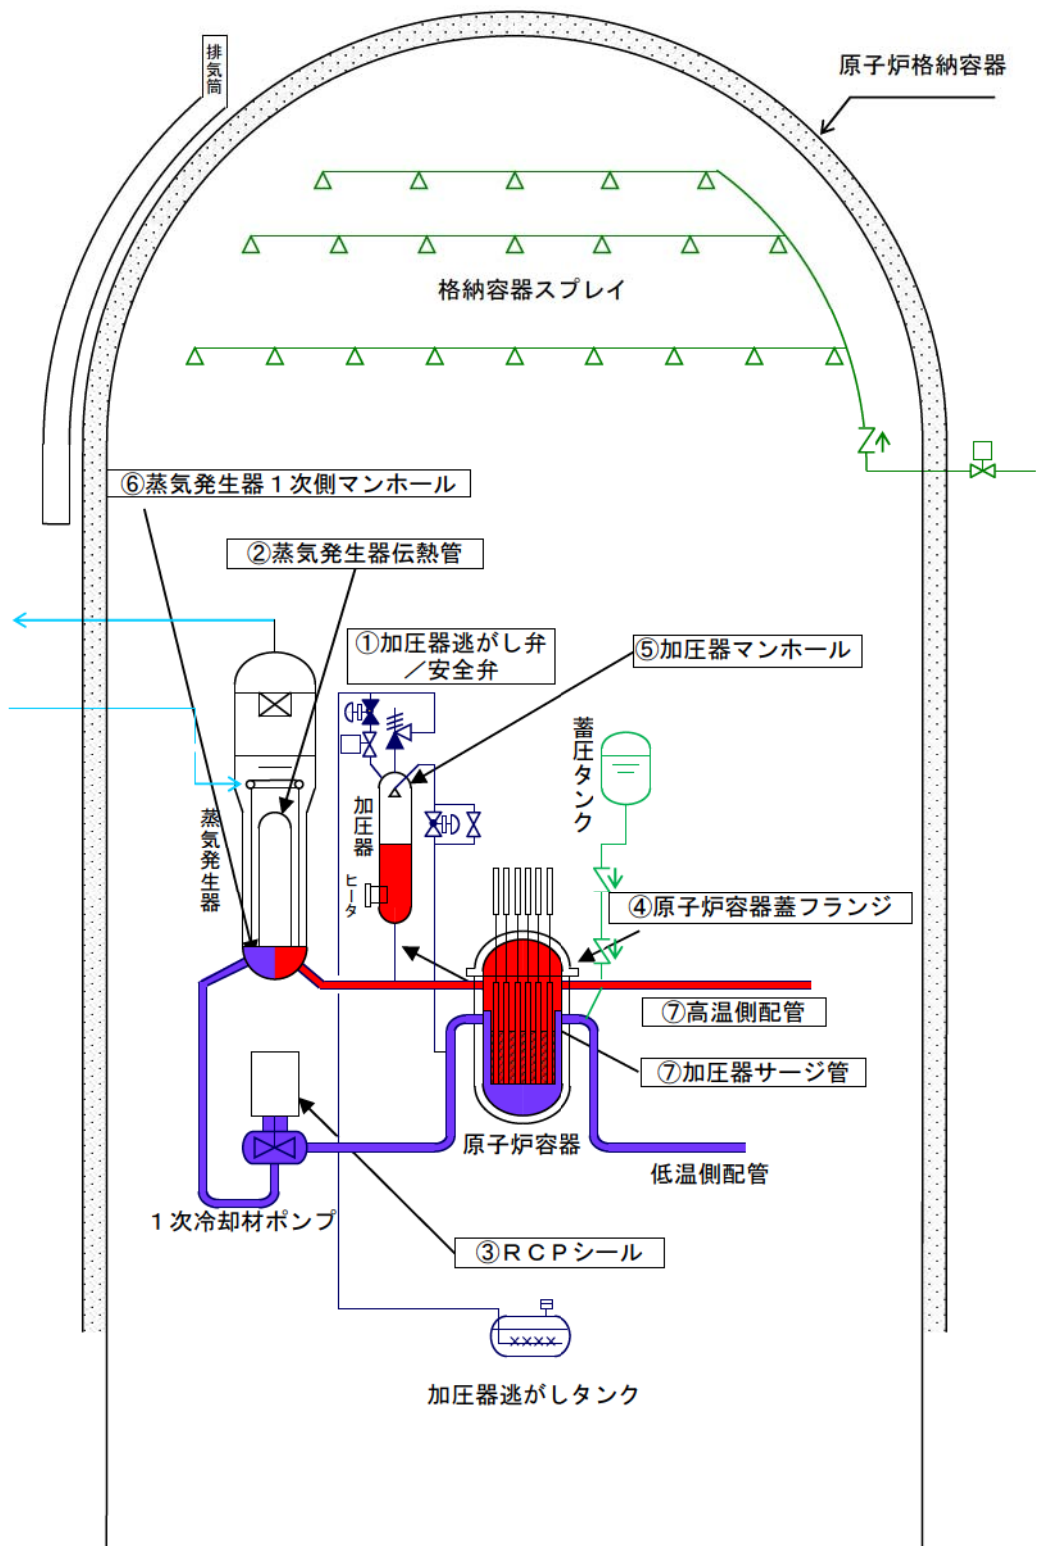 排気筒
原子炉格納容器
格納容器スプレイ
⑥蒸気発生器１次側マンホール
②蒸気発生器伝熱管
①加圧器逃がし弁
／安全弁
⑤加圧器マンホール
蓄圧タンク
加圧器
蒸気発生器
ヒータ
④原子炉容器蓋フランジ
⑦高温側配管
⑦加圧器サージ管
原子炉容器
低温側配管
１次冷却材ポンプ
③ＲＣＰシール
加圧器逃がしタンク